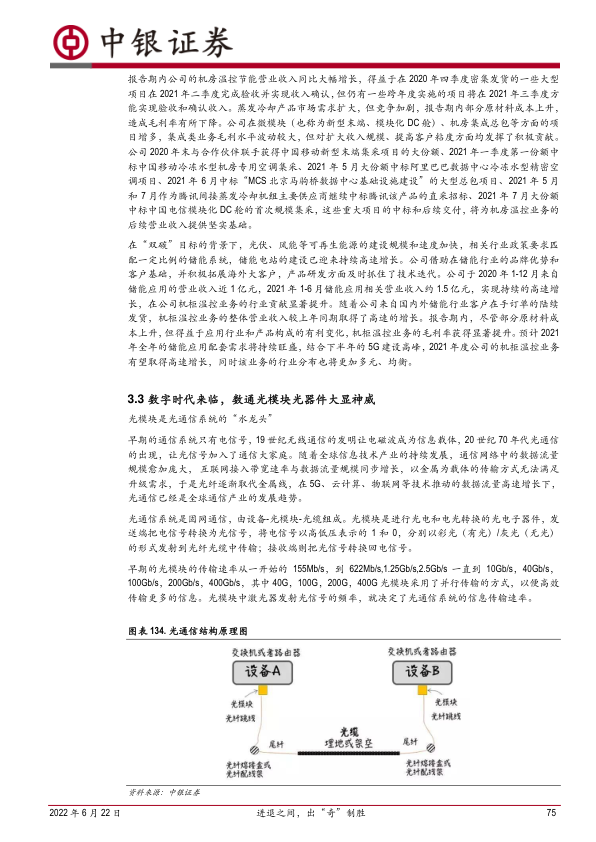 中银证券
报告期内公司的机房温控节能营业收入同比大幅增长，得益于在 2020 年四季度密集发货的一些大型
项目在 2021 年二季度完成验收并实现收入确认，但仍有一些跨年度实施的项目将在 2021 年三季度方
能实现验收和确认收入。蒸发冷却产品市场需求扩大，但竞争加剧，报告期内部分原材料成本上升，
造成毛利率有所下降。公司在微模块（也称为新型末端、模块化 DC 舱）、机房集成总包等方面的项
目增多，集成类业务毛利水平波动较大，但对扩大收入规模、提高客户粘度方面均发挥了积极贡献。
公司 2020 年末与合作伙伴联手获得中国移动新型末端集采项目的大份额、2021 年一季度第一份额中
标中国移动冷冻水型机房专用空调集采、2021 年 5 月大份额中标阿里巴巴数据中心冷冻水型精密空
调项目、2021 年 6 月中标“MCS 北京马驹桥数据中心基础设施建设”的大型总包项目、2021 年 5 月
和 7 月作为腾讯间接蒸发冷却机组主要供应商继续中标腾讯该产品的直采招标、2021 年 7 月大份额
中标中国电信模块化 DC 舱的首次规模集采，这些重大项目的中标和后续交付，将为机房温控业务的
后续营业收入提供坚实基础。
在“双碳”目标的背景下，光伏、风能等可再生能源的建设规模和速度加快，相关行业政策要求匹
配一定比例的储能系统，储能电站的建设已迎来持续高速增长。公司借助在储能行业的品牌优势和
客户基础，并积极拓展海外大客户，产品研发方面及时抓住了技术迭代。公司于 2020 年 1-12 月来自
储能应用的营业收入近 1 亿元，2021 年 1-6 月储能应用相关营业收入约 1.5 亿元，实现持续的高速增
长，在公司机柜温控业务的行业贡献显著提升。随着公司来自国内外储能行业客户在手订单的陆续
发货，机柜温控业务的整体营业收入较上年同期取得了高速的增长。报告期内，尽管部分原材料成
本上升，但得益于应用行业和产品构成的有利变化，机柜温控业务的毛利率获得显著提升。预计 2021
年全年的储能应用配套需求将持续旺盛，结合下半年的 5G 建设高峰，2021 年度公司的机柜温控业务
有望取得高速增长，同时该业务的行业分布也将更加多元、均衡。
3.3 数字时代来临，数通光模块光器件大显神威
光模块是光通信系统的“水龙头”
早期的通信系统只有电信号，19 世纪无线通信的发明让电磁波成为信息载体，20 世纪 70 年代光通信
的出现，让光信号加入了通信大家庭。随着全球信息技术产业的持续发展，通信网络中的数据流量
规模愈加庞大， 互联网接入带宽速率与数据流量规模同步增长，以金属为载体的传输方式无法满足
升级需求，于是光纤逐渐取代金属线，在 5G、云计算、物联网等技术推动的数据流量高速增长下，
光通信已经是全球通信产业的发展趋势。
光通信系统是固网通信，由设备-光模块-光缆组成。光模块是进行光电和电光转换的光电子器件，发
送端把电信号转换为光信号，将电信号以高低压表示的 1 和 0，分别以彩光（有光）/灰光（无光）
的形式发射到光纤光缆中传输；接收端则把光信号转换回电信号。
早期的光模块的传输速率从一开始的 155Mb/s，到 622Mb/s,1.25Gb/s,2.5Gb/s 一直到 10Gb/s，40Gb/s，
100Gb/s，200Gb/s，400Gb/s，其中 40G，100G，200G，400G 光模块采用了并行传输的方式，以便高效
传输更多的信息。光模块中激光器发射光信号的频率，就决定了光通信系统的信息传输速率。
图表 134. 光通信结构原理图
交换机或者路由器
交换机或者路由器
设备A
设备B
光模块
光模块
光纤跳线
光纤跳线
光缆
尾纤
埋地或架空
尾纤
光纤熔接盒或
光纤配线架
光纤熔接盒或
光纤配线架
资料来源：中银证券
2022 年 6 月 22 日
进退之间，出“奇”制胜
75